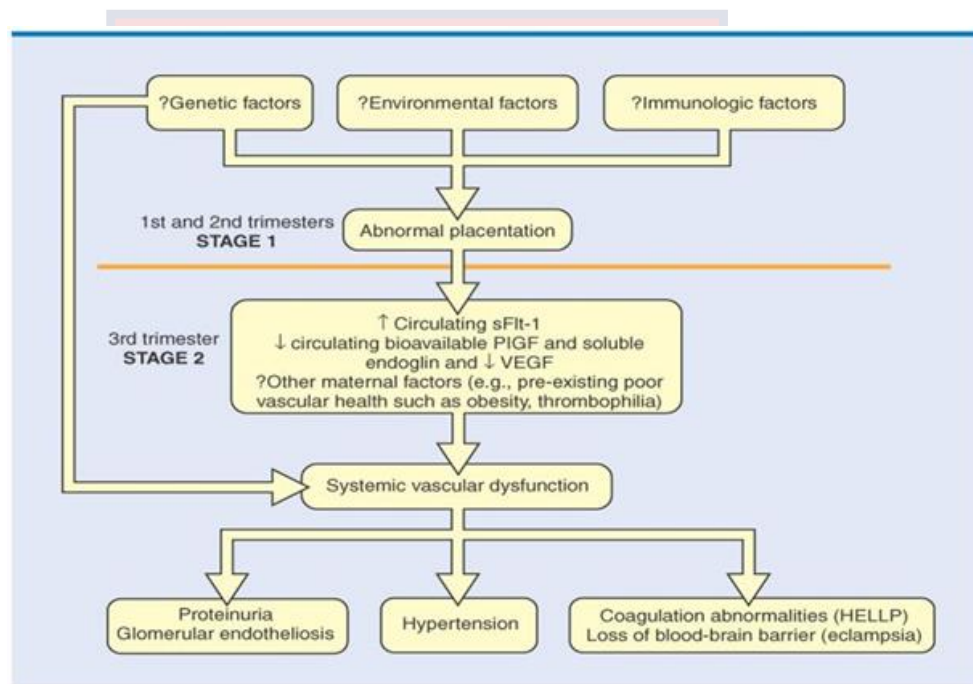 ?Genetic factors
?Environmental factors
?Immunologic factors
1st and 2nd trimesters
STAGE 1
Abnormal placentation
3rd trimester
STAGE 2
↑ Circulating sFlt-1
↓ circulating bioavailable PlGF and soluble
endoglin and ↓ VEGF
?Other maternal factors (e.g., pre-existing poor
vascular health such as obesity, thrombophilia)
Systemic vascular dysfunction
Proteinuria
Glomerular endotheliosis
Hypertension
Coagulation abnormalities (HELLP)
Loss of blood-brain barrier (eclampsia)